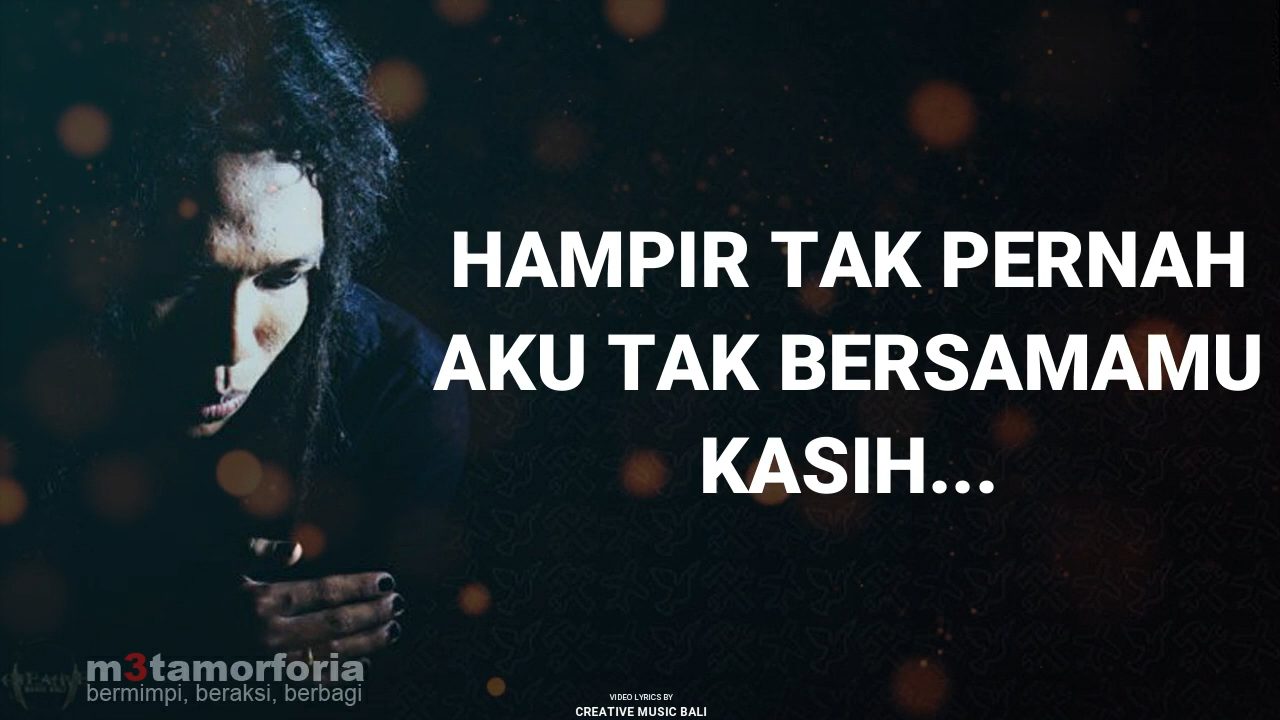 HAMPIR TAK PERNAH
AKU TAK BERSAMAMU
KASIH...
m3tamorforia
bermimpi, beraksi, berbagi
VIDEO LYRICS BY
CREATIVE MUSIC BALI